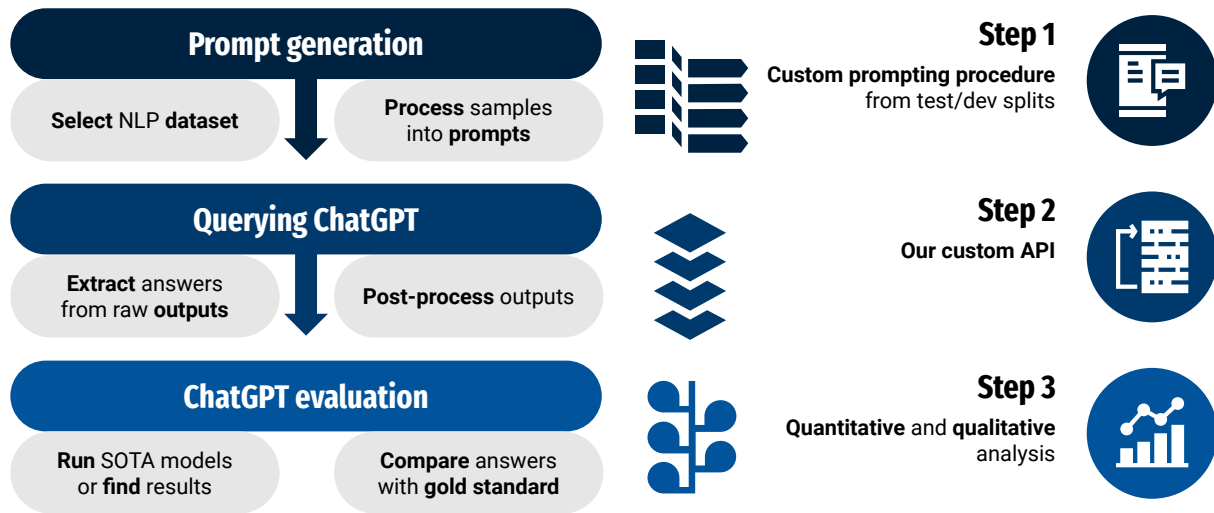 Prompt generation
Select NLP dataset
Process samples
into prompts
Step 1
Custom prompting procedure
from test/dev splits
Querying ChatGPT
Extract answers
from raw outputs
Post-process outputs
Step 2
Our custom API
ChatGPT evaluation
Run SOTA models
or find results
Compare answers
with gold standard
Step 3
Quantitative and qualitative
analysis